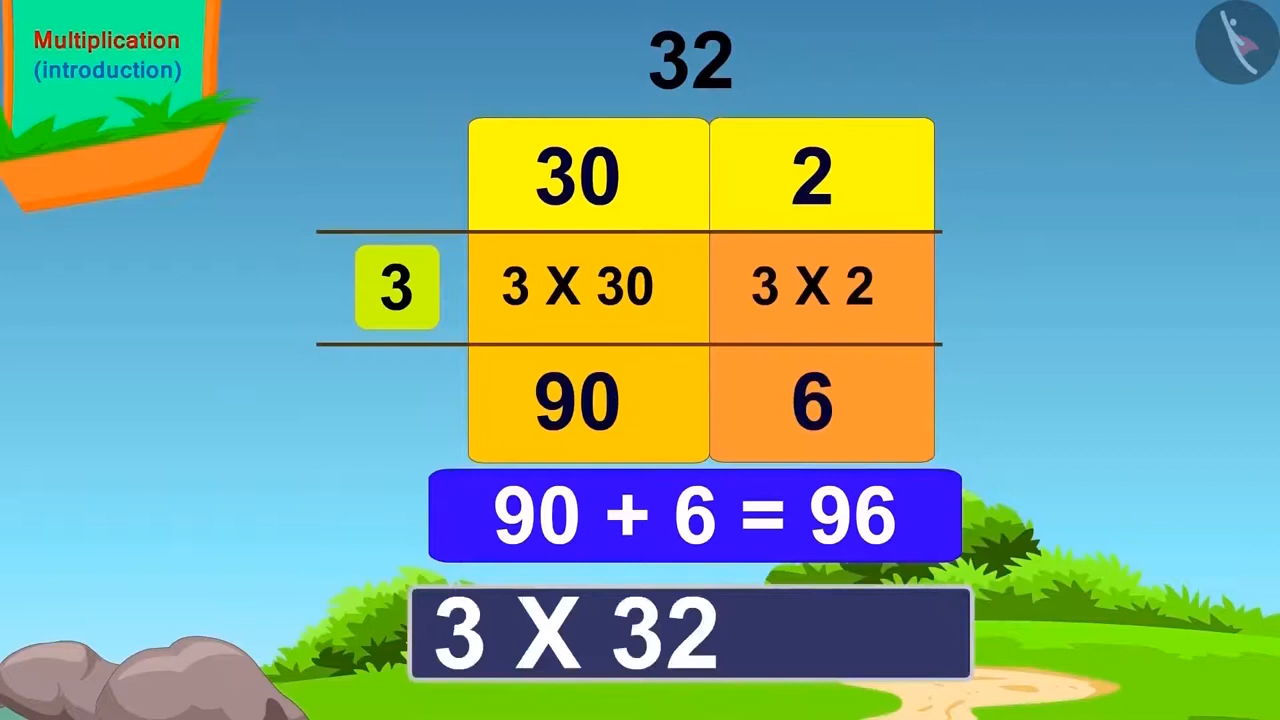 Multiplication
(introduction)
32
30 2
3 3 X 30 3 X 2
90 6
90 + 6 = 96
3 X 32